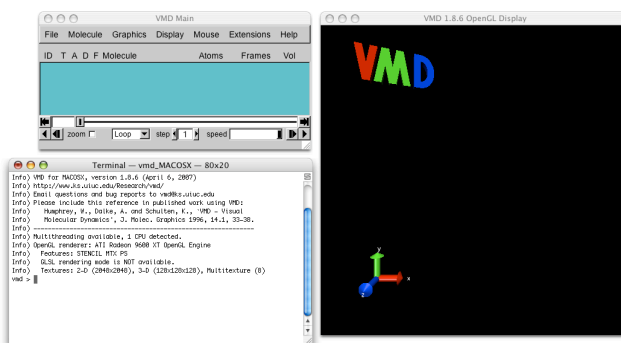 VMD Main
File Molecule Graphics Display Mouse Extensions Help
ID T A D F Molecule Atoms Frames Vol
zoom Loop step 1 speed
VMD 1.8.6 OpenGL Display
VMD
y
x
z
Terminal — vmd_MACOSX — 80x20
Info) VMD for MACOSX, version 1.8.6 (April 6, 2007)
Info) http://www.ks.uiuc.edu/Research/vmd/
Info) Email questions and bug reports to vmd@ks.uiuc.edu
Info) Please include this reference in published work using VMD:
Info) Humphrey, W., Dalke, A. and Schulten, K., 'VMD - Visual
Info) Molecular Dynamics', J. Molec. Graphics 1996, 14.1, 33-38.
Info) -------------------------------------------------------------
Info) Multithreading available, 1 CPU detected.
Info) OpenGL renderer: ATI Radeon 9600 XT OpenGL Engine
Info) Features: STENCIL MTX PS
Info) GLSL rendering mode is NOT available.
Info) Textures: 2-D (2048x2048), 3-D (128x128x128), Multitexture (8)
vmd >